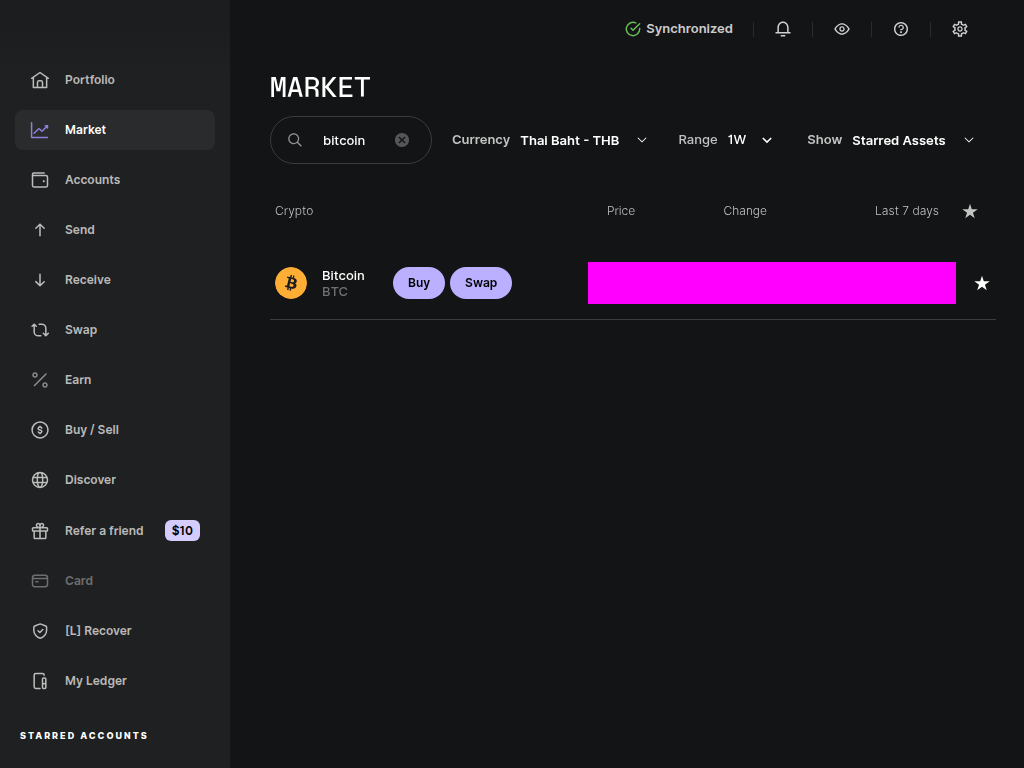 Synchronized
MARKET
bitcoin
Currency Thai Baht - THB
Range 1W
Show Starred Assets
Crypto Price Change Last 7 days
Bitcoin
BTC
Buy Swap
Portfolio
Market
Accounts
Send
Receive
Swap
Earn
Buy / Sell
Discover
Refer a friend $10
Card
[L] Recover
My Ledger
STARRED ACCOUNTS